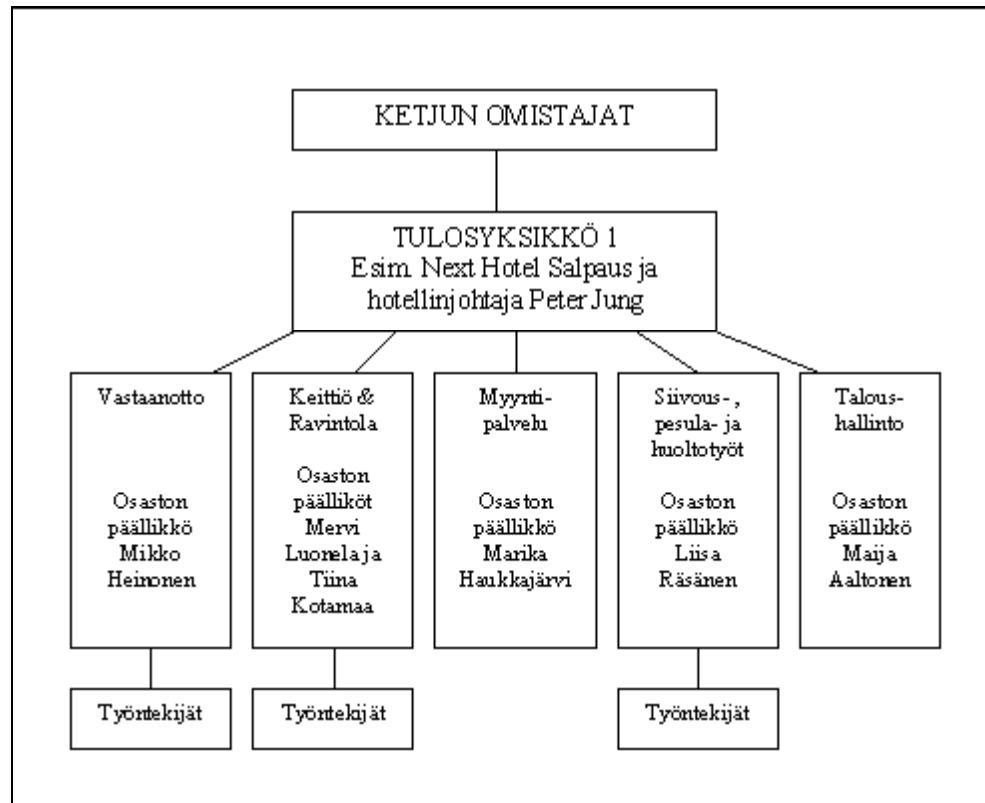 KETJUN OMISTAJAT
TULOSYKSIKKÖ 1
Esim. Next Hotel Salpaus ja
hotellinjohtaja Peter Jung
Vastaanotto
Osaston
päällikkö
Mikko
Heinonen
Keittiö &
Ravintola
Osaston
päälliköt
Mervi
Luonela ja
Tiina
Kotamaa
Myynti-
palvelu
Osaston
päällikkö
Marika
Haukkajärvi
Siivous-,
pesula- ja
huoltotyöt
Osaston
päällikkö
Liisa
Räsänen
Talous-
hallinto
Osaston
päällikkö
Maija
Aaltonen
Työntekijät
Työntekijät
Työntekijät